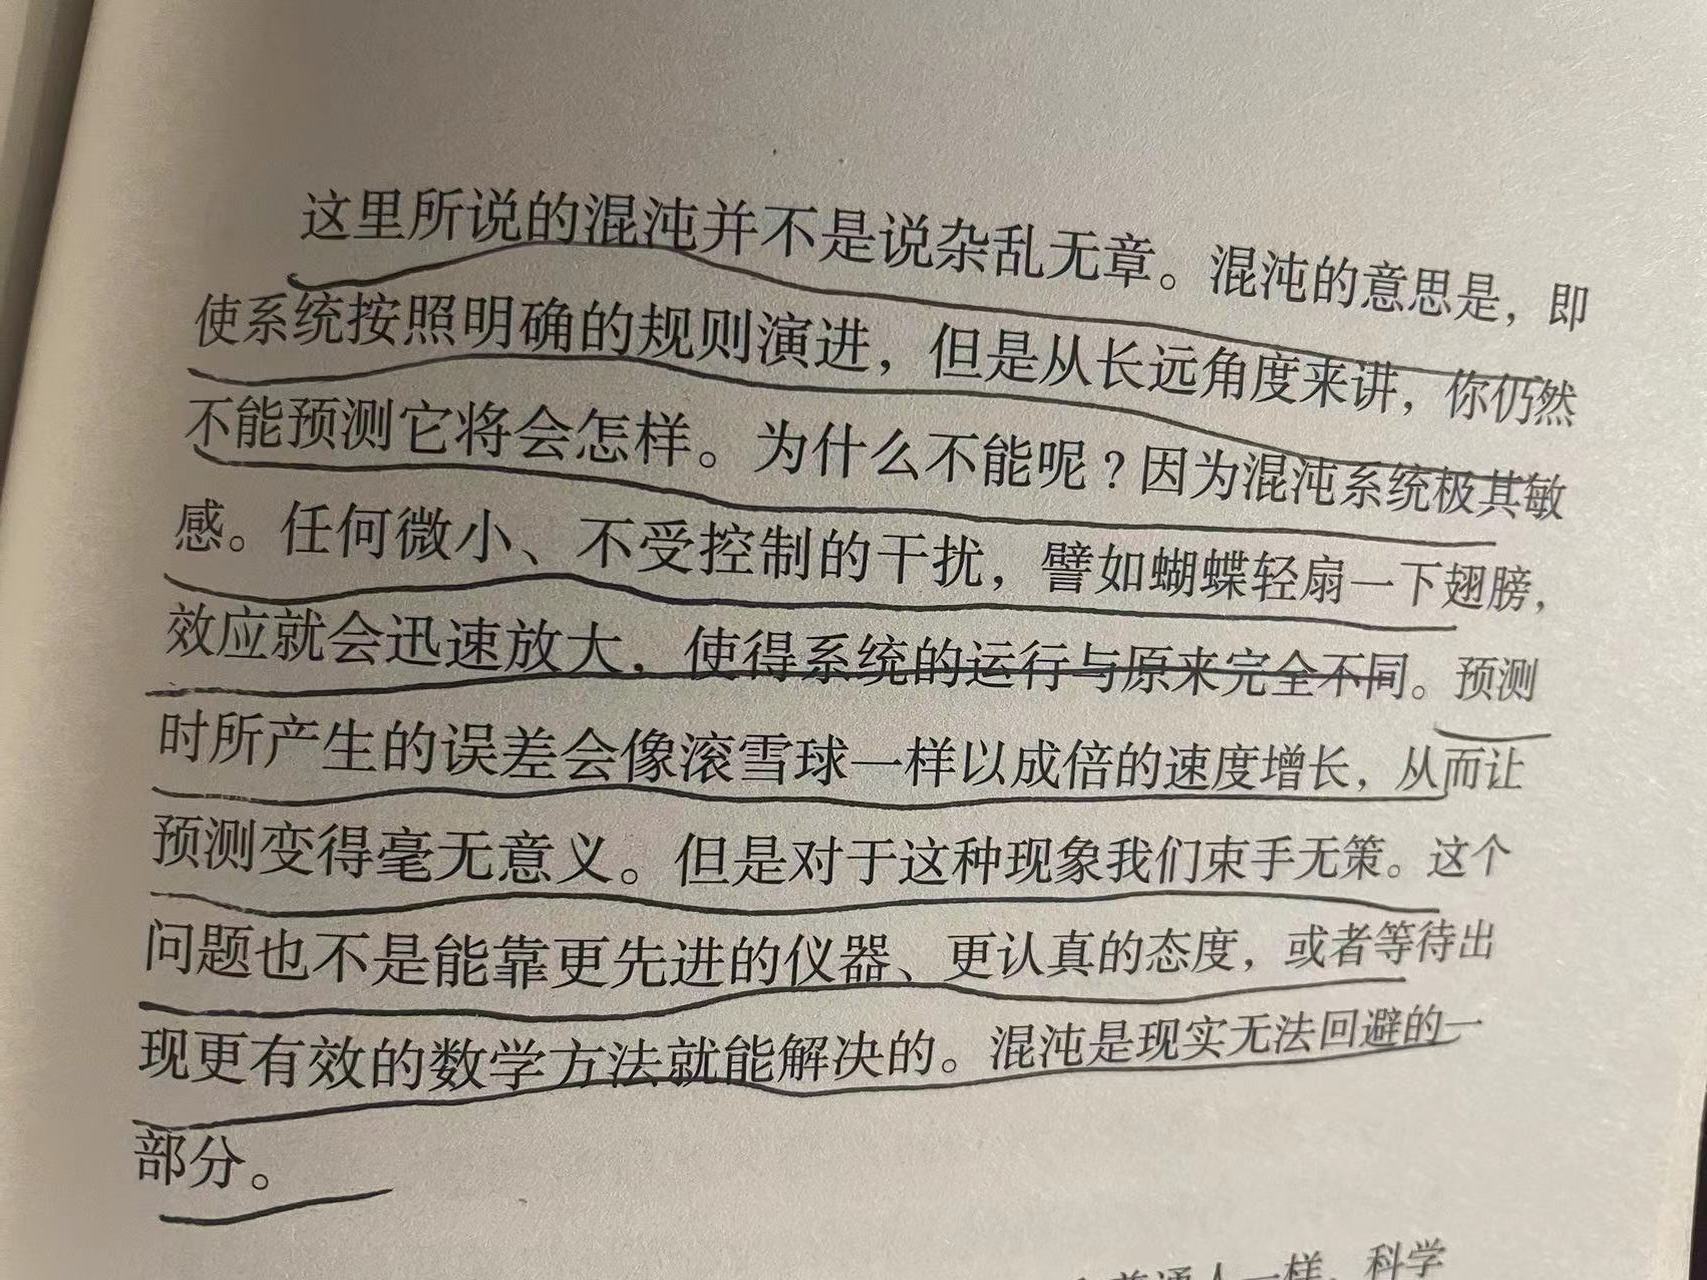 这里所说的混沌并不是说杂乱无章。混沌的意思是，即
使系统按照明确的规则演进，但是从长远角度来讲，你仍然
不能预测它将会怎样。为什么不能呢？因为混沌系统极其敏
感。任何微小、不受控制的干扰，譬如蝴蝶轻扇一下翅膀，
效应就会迅速放大，使得系统的运行与原来完全不同。预测
时所产生的误差会像滚雪球一样以成倍的速度增长，从而让
预测变得毫无意义。但是对于这种现象我们束手无策。这个
问题也不是能靠更先进的仪器、更认真的态度，或者等待出
现更有效的数学方法就能解决的。混沌是现实无法回避的一
部分。
普通人一样，科学